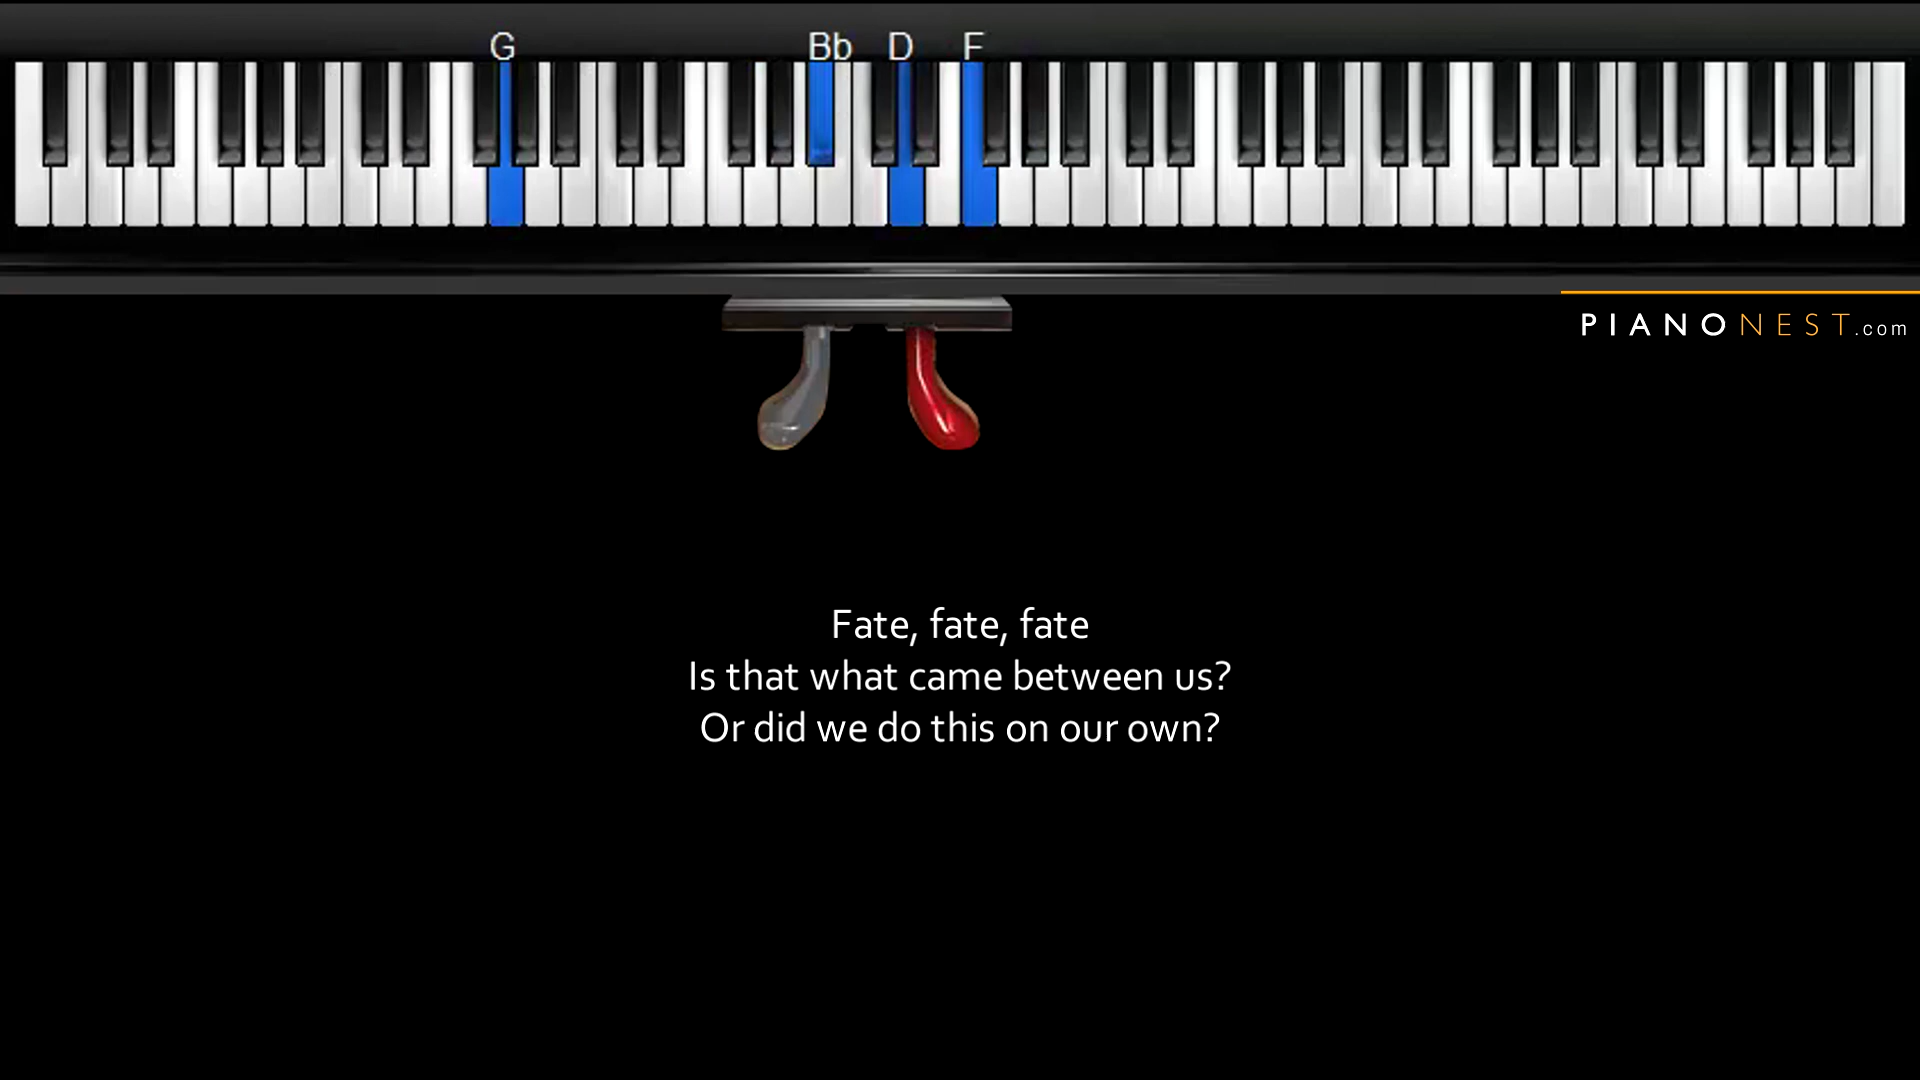 G Bb D F
PIANONEST.com
Fate, fate, fate
Is that what came between us?
Or did we do this on our own?